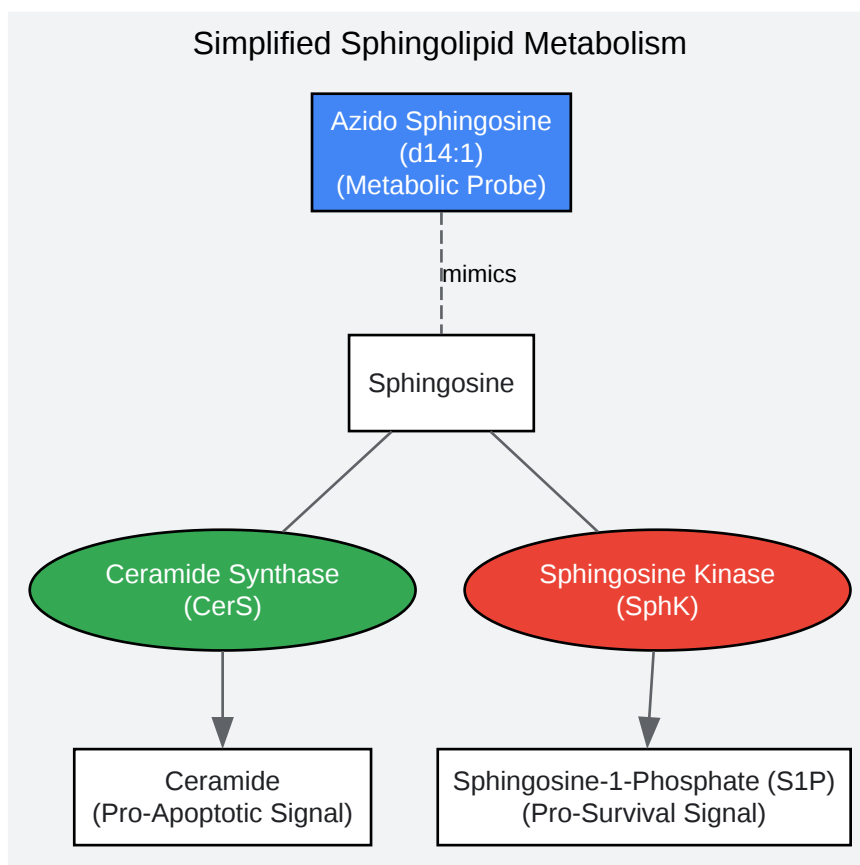 Simplified Sphingolipid Metabolism
Azido Sphingosine
(d14:1)
(Metabolic Probe)
mimics
Sphingosine
Ceramide Synthase
(CerS)
Sphingosine Kinase
(SphK)
Ceramide
(Pro-Apoptotic Signal)
Sphingosine-1-Phosphate (S1P)
(Pro-Survival Signal)